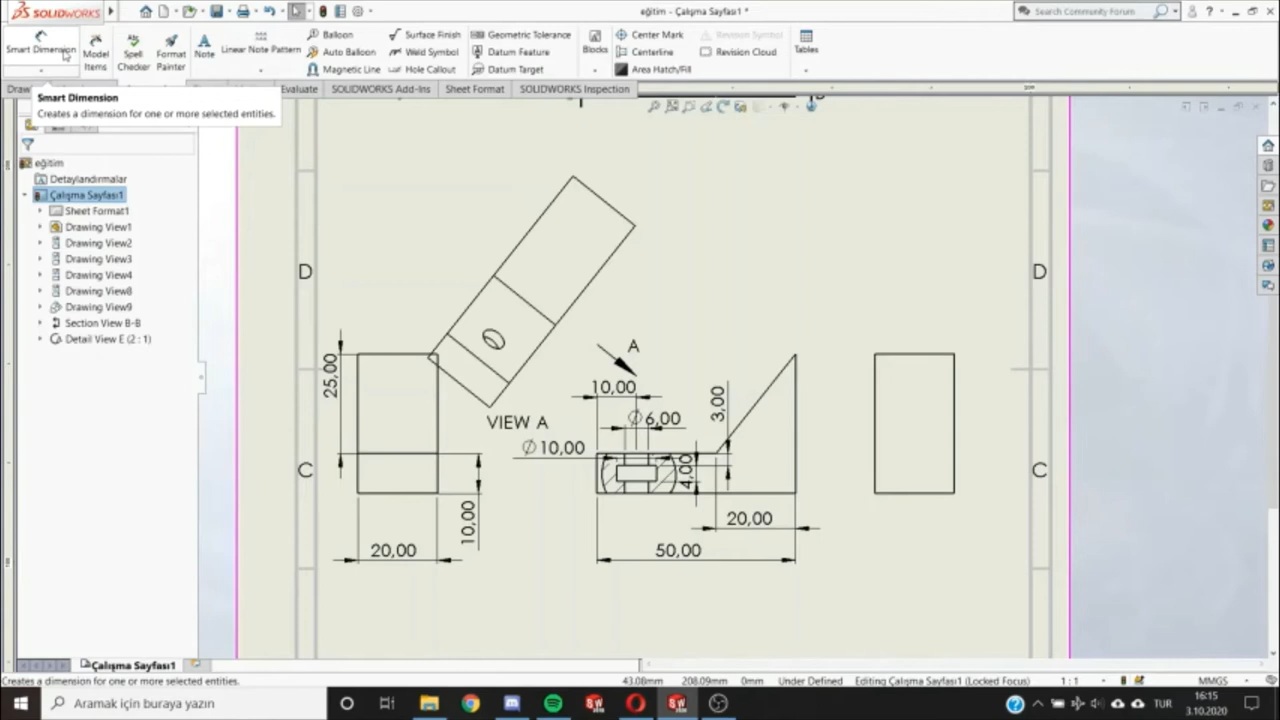 SOLIDWORKS
eğitim - Çalışma Sayfası1 *
Search Community Forum
Smart Dimension
Model Items
Spell Checker
Format Painter
Note
Linear Note Pattern
Balloon
Auto Balloon
Magnetic Line
Surface Finish
Weld Symbol
Hole Callout
Geometric Tolerance
Datum Feature
Datum Target
Blocks
Center Mark
Centerline
Area Hatch/Fill
Revision Symbol
Revision Cloud
Tables
Draw
Evaluate
SOLIDWORKS Add-Ins
Sheet Format
SOLIDWORKS Inspection
Smart Dimension
Creates a dimension for one or more selected entities.
eğitim
Detaylandırmalar
Çalışma Sayfası1
Sheet Format1
Drawing View1
Drawing View2
Drawing View3
Drawing View4
Drawing View8
Drawing View9
Section View B-B
Detail View E (2 : 1)
D
D
C
C
25,00
20,00
10,00
VIEW A
A
10,00
∅6,00
∅10,00
3,00
4,00
20,00
50,00
Çalışma Sayfası1
Creates a dimension for one or more selected entities.
43.08mm
208.09mm
0mm
Under Defined
Editing Çalışma Sayfası1 (Locked Focus)
1 : 1
MMGS
Aramak için buraya yazın
TUR
16:15
3.10.2020